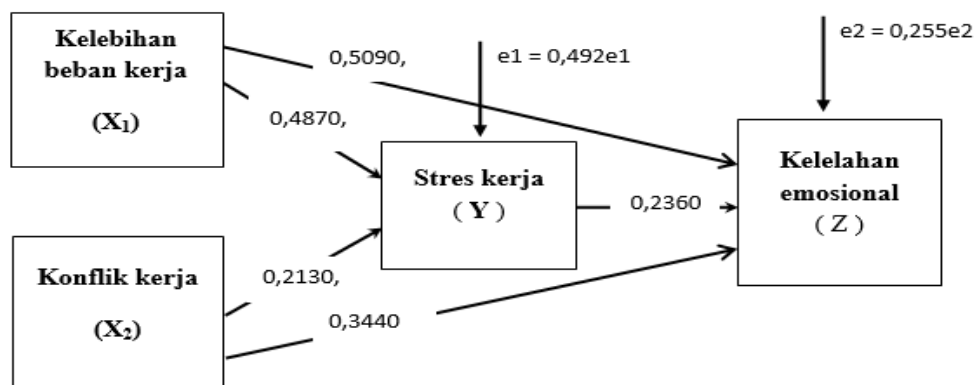 Kelebihan
beban kerja
(X₁)
0,5090,
e1 = 0,492e1
e2 = 0,255e2
0,4870,
Stres kerja
( Y )
0,2360
Kelelahan
emosional
( Z )
Konflik kerja
(X₂)
0,2130,
0,3440